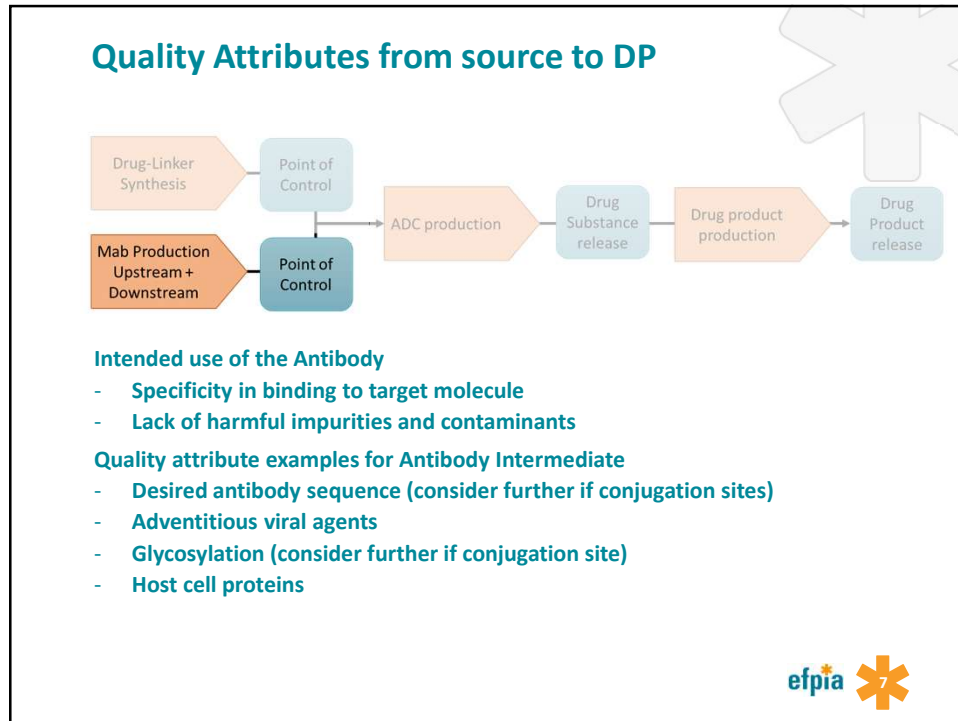 Quality Attributes from source to DP
Drug-Linker
Synthesis
Point of
Control
ADC production
Drug
Substance
release
Drug product
production
Drug
Product
release
Mab Production
Upstream +
Downstream
Point of
Control
Intended use of the Antibody
- Specificity in binding to target molecule
- Lack of harmful impurities and contaminants
Quality attribute examples for Antibody Intermediate
- Desired antibody sequence (consider further if conjugation sites)
- Adventitious viral agents
- Glycosylation (consider further if conjugation site)
- Host cell proteins
efpia
7